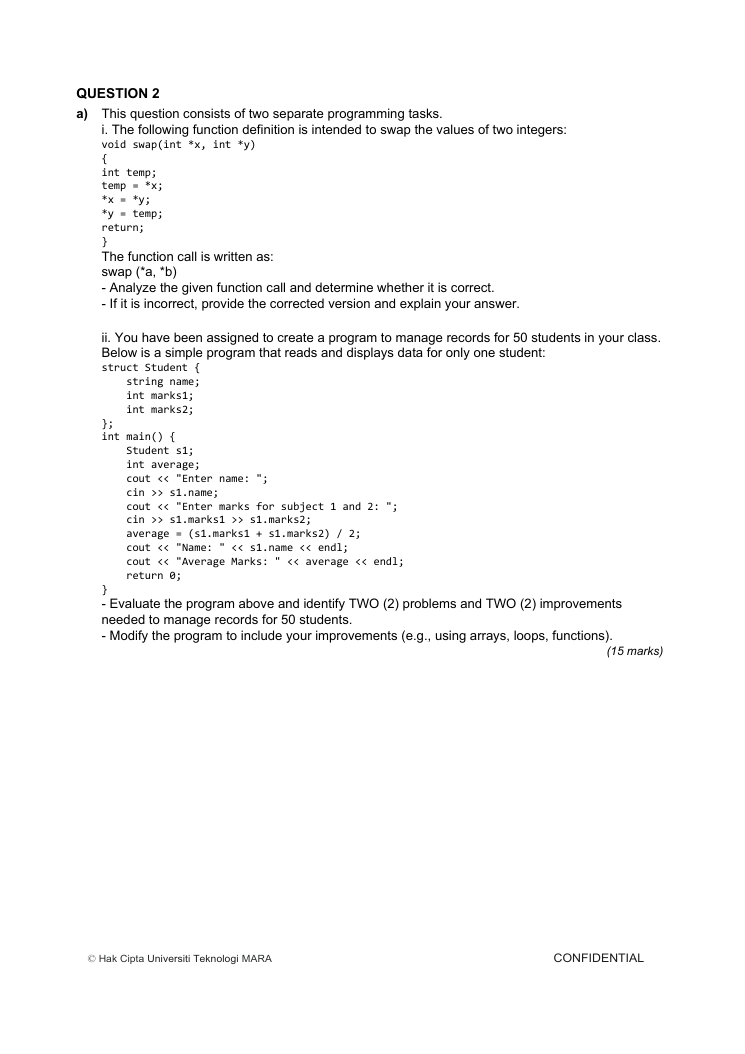 QUESTION 2
a) This question consists of two separate programming tasks.
i. The following function definition is intended to swap the values of two integers:
void swap(int *x, int *y)
{
int temp;
temp = *x;
*x = *y;
*y = temp;
return;
}
The function call is written as:
swap (*a, *b)
- Analyze the given function call and determine whether it is correct.
- If it is incorrect, provide the corrected version and explain your answer.
ii. You have been assigned to create a program to manage records for 50 students in your class.
Below is a simple program that reads and displays data for only one student:
struct Student {
    string name;
    int marks1;
    int marks2;
};
int main() {
    Student s1;
    int average;
    cout << "Enter name: ";
    cin >> s1.name;
    cout << "Enter marks for subject 1 and 2: ";
    cin >> s1.marks1 >> s1.marks2;
    average = (s1.marks1 + s1.marks2) / 2;
    cout << "Name: " << s1.name << endl;
    cout << "Average Marks: " << average << endl;
    return 0;
}
- Evaluate the program above and identify TWO (2) problems and TWO (2) improvements
needed to manage records for 50 students.
- Modify the program to include your improvements (e.g., using arrays, loops, functions).
(15 marks)
© Hak Cipta Universiti Teknologi MARA CONFIDENTIAL